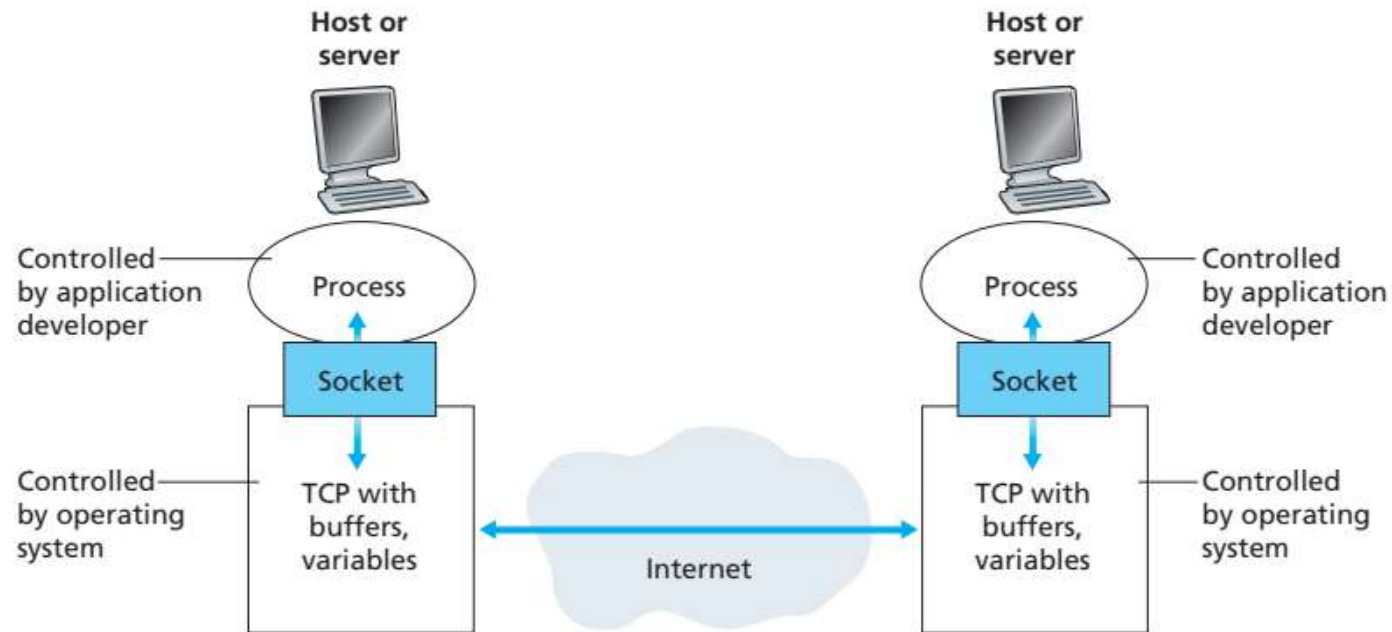 Host or
server
Host or
server
Controlled
by application
developer
Process
Process
Controlled
by application
developer
Socket
Socket
Controlled
by operating
system
TCP with
buffers,
variables
Internet
TCP with
buffers,
variables
Controlled
by operating
system